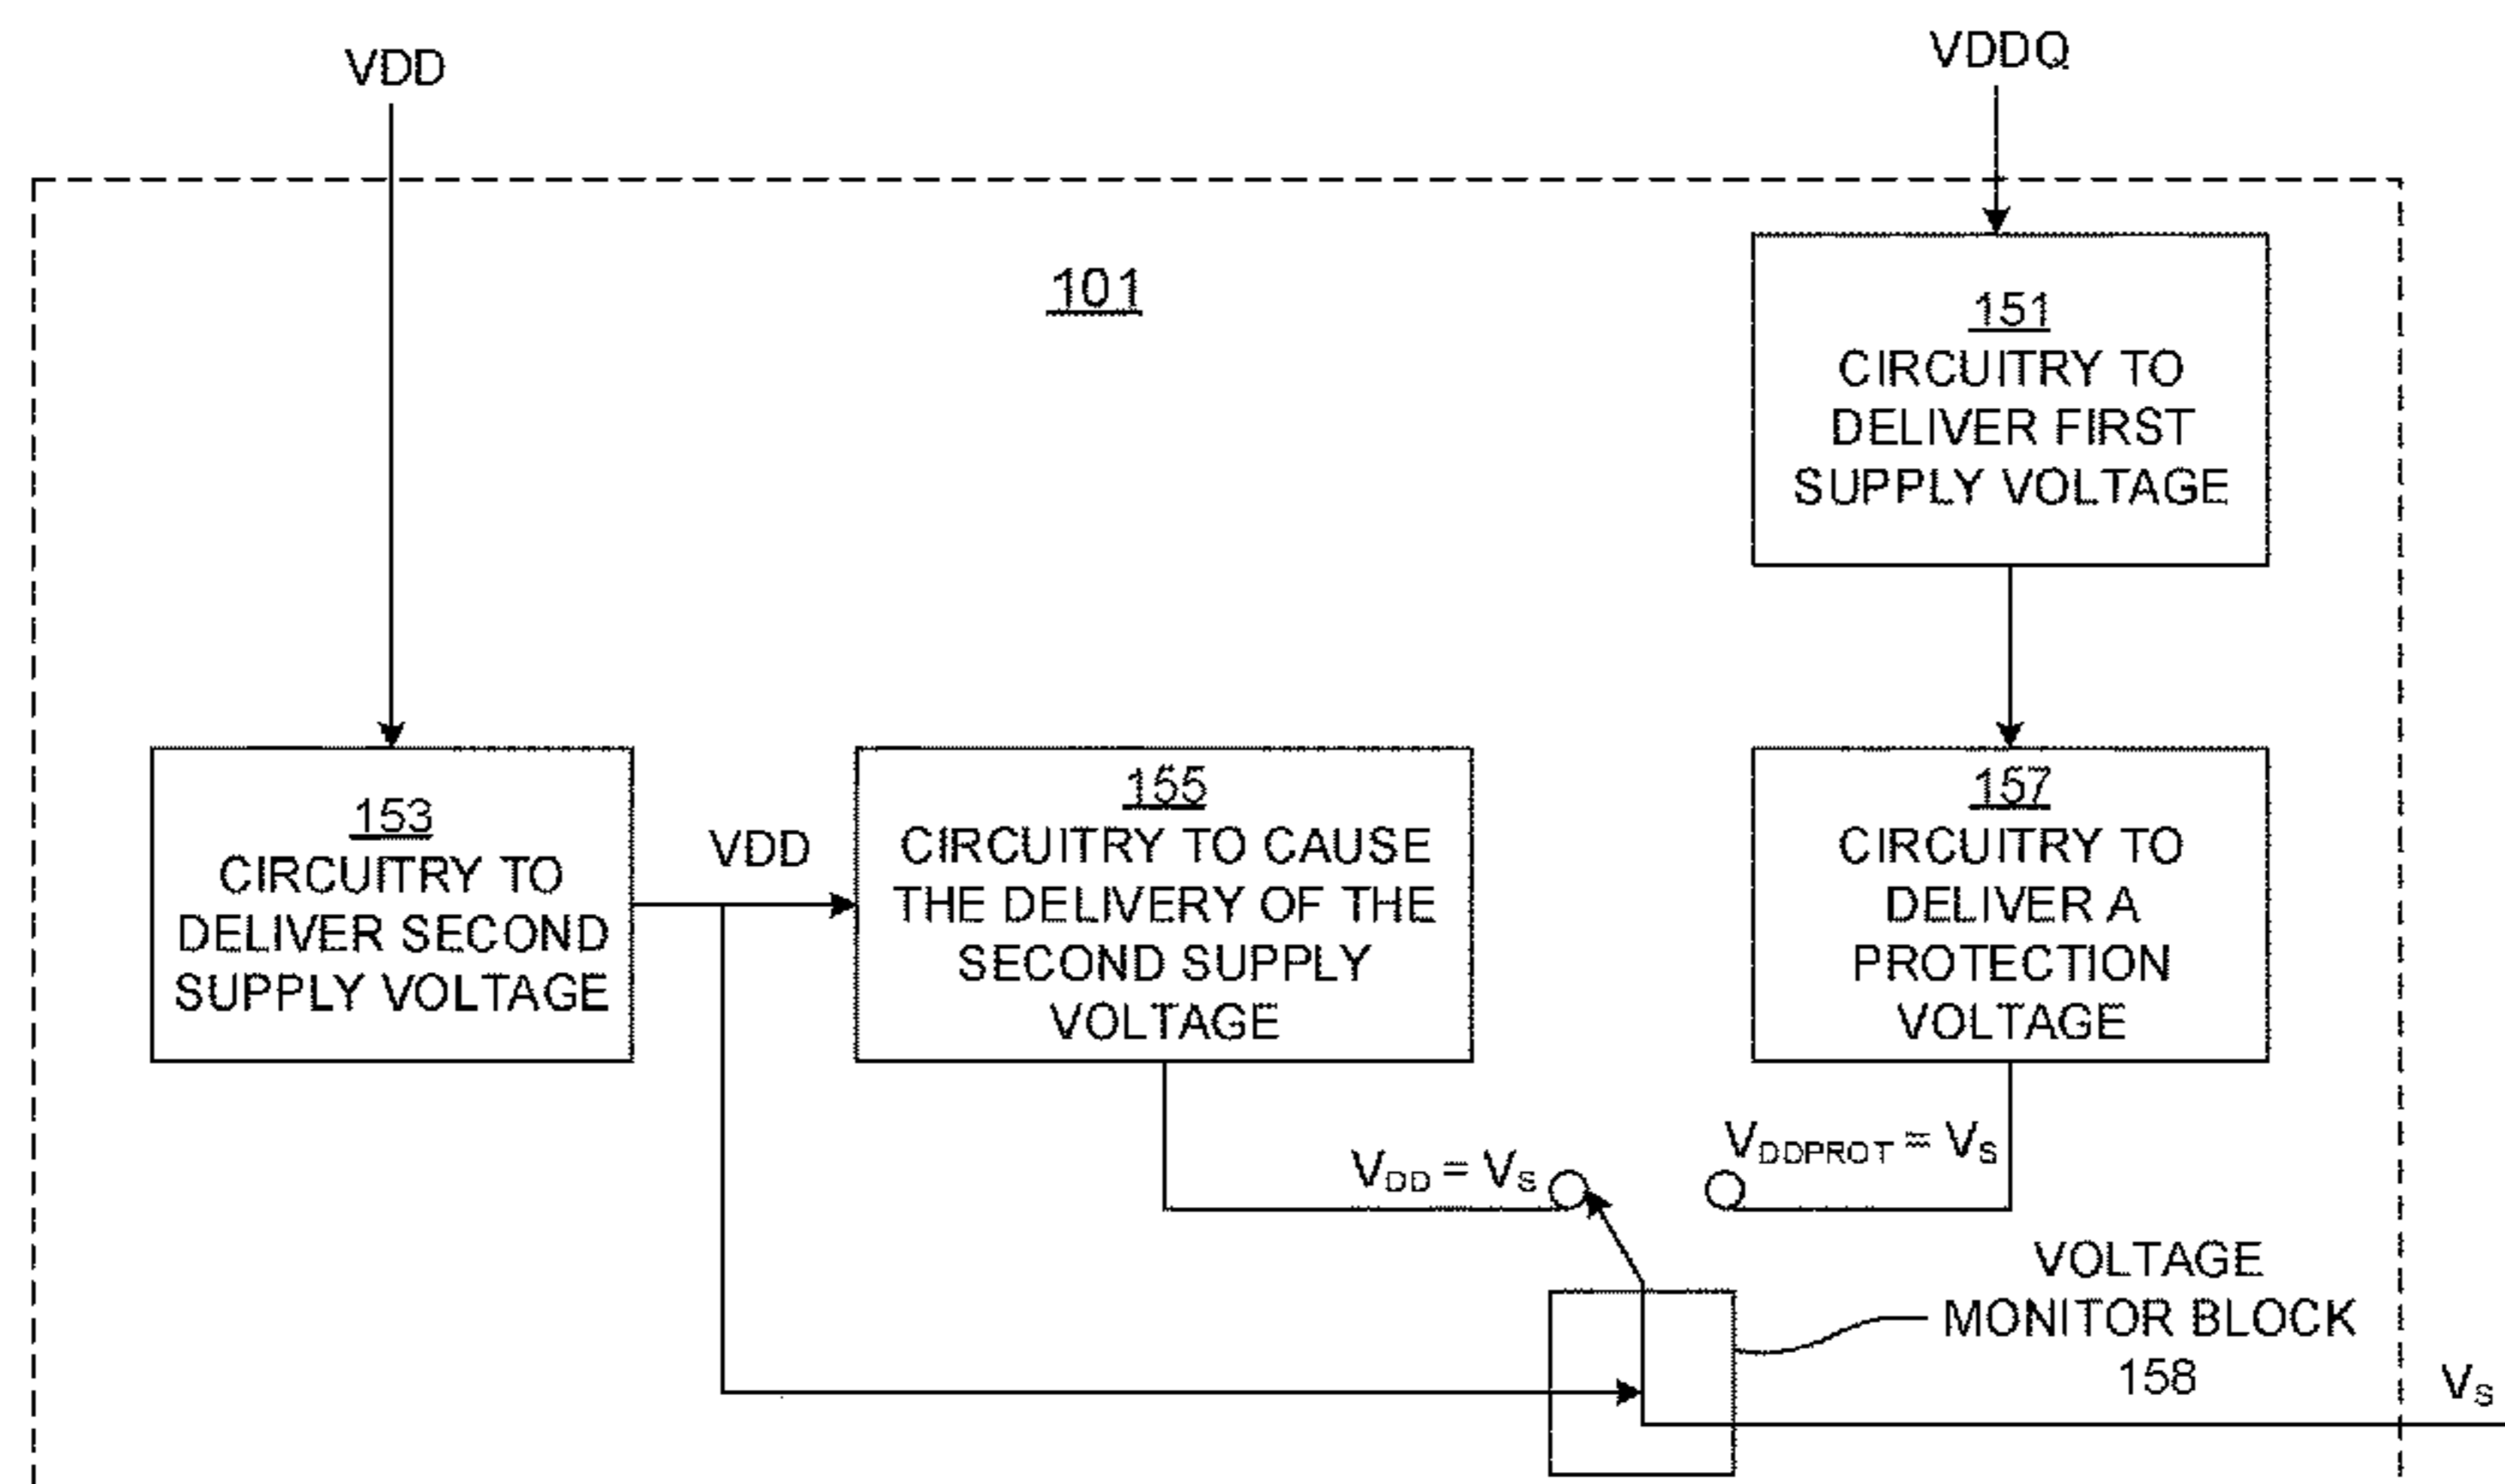 VDD
VDDQ
101
151
CIRCUITRY TO
DELIVER FIRST
SUPPLY VOLTAGE
153
CIRCUITRY TO
DELIVER SECOND
SUPPLY VOLTAGE
VDD
155
CIRCUITRY TO CAUSE
THE DELIVERY OF THE
SECOND SUPPLY
VOLTAGE
157
CIRCUITRY TO
DELIVER A
PROTECTION
VOLTAGE
VDD = VS
VDDPROT = VS
VOLTAGE
MONITOR BLOCK
158
VS